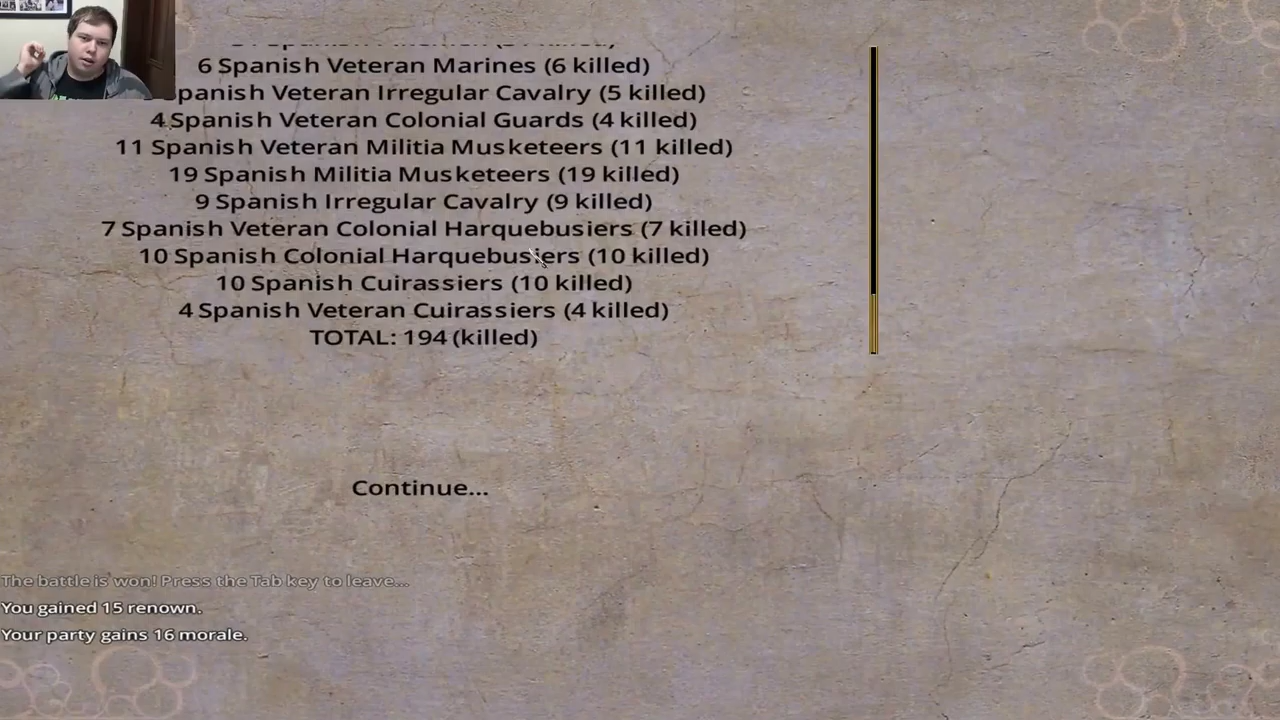 Spanish Pikemen killed)
6 Spanish Veteran Marines (6 killed)
Spanish Veteran Irregular Cavalry (5 killed)
4 Spanish Veteran Colonial Guards (4 killed)
11 Spanish Veteran Militia Musketeers (11 killed)
19 Spanish Militia Musketeers (19 killed)
9 Spanish Irregular Cavalry (9 killed)
7 Spanish Veteran Colonial Harquebusiers (7 killed)
10 Spanish Colonial Harquebusiers (10 killed)
10 Spanish Cuirassiers (10 killed)
4 Spanish Veteran Cuirassiers (4 killed)
TOTAL: 194 (killed)
Continue...
The battle is won! Press the Tab key to leave...
You gained 15 renown.
Your party gains 16 morale.